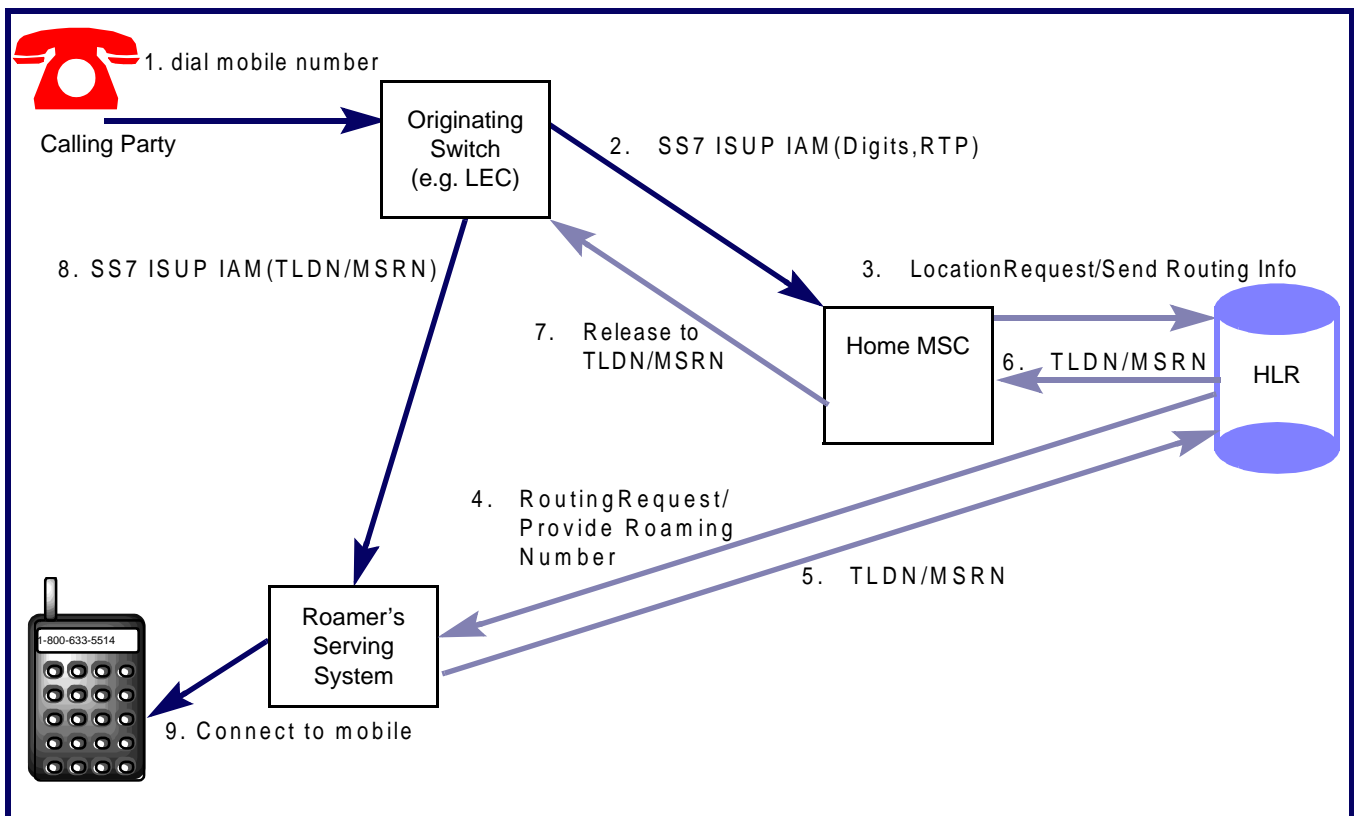 1. dial mobile number
Calling Party
Originating
Switch
(e.g. LEC)
2. SS7 ISUP IAM(Digits,RTP)
8. SS7 ISUP IAM(TLDN/MSRN)
3. LocationRequest/Send Routing Info
7. Release to
TLDN/MSRN
Home MSC
6. TLDN/MSRN
HLR
4. RoutingRequest/
Provide Roaming
Number
5. TLDN/MSRN
Roamer's
Serving
System
1-800-633-5514
9. Connect to mobile